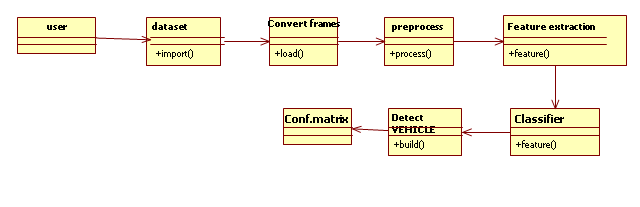 user
dataset
+import()
Convert frames
+load()
preprocess
+process()
Feature extraction
+feature()
Conf.matrix
Detect
VEHICLE
+build()
Classifier
+feature()